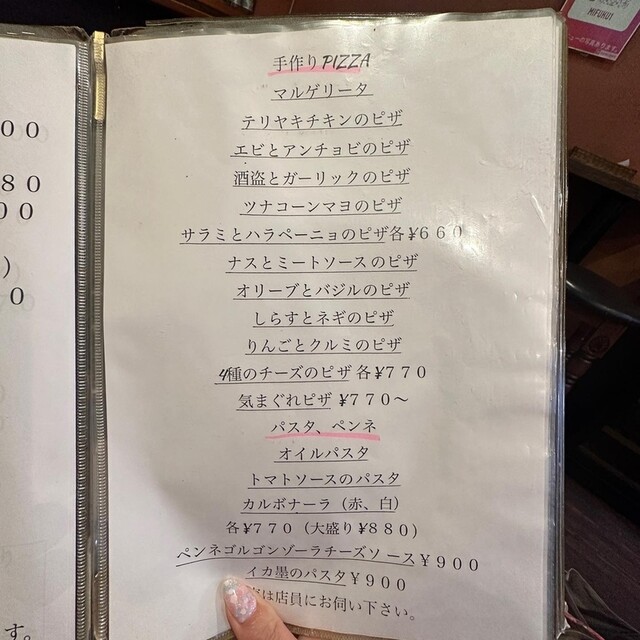 ００
８０
００
）
０
す。
MIFUKUI
手作りPIZZA
マルゲリータ
テリヤキチキンのピザ
エビとアンチョビのピザ
酒盗とガーリックのピザ
ツナコーンマヨのピザ
サラミとハラペーニョのピザ各¥６６０
ナスとミートソースのピザ
オリーブとバジルのピザ
しらすとネギのピザ
りんごとクルミのピザ
4種のチーズのピザ 各¥７７０
気まぐれピザ ¥７７０～
パスタ、ペンネ
オイルパスタ
トマトソースのパスタ
カルボナーラ（赤、白）
各¥７７０（大盛り¥８８０）
ペンネゴルゴンゾーラチーズソース¥９００
イカ墨のパスタ¥９００
は店員にお伺い下さい。